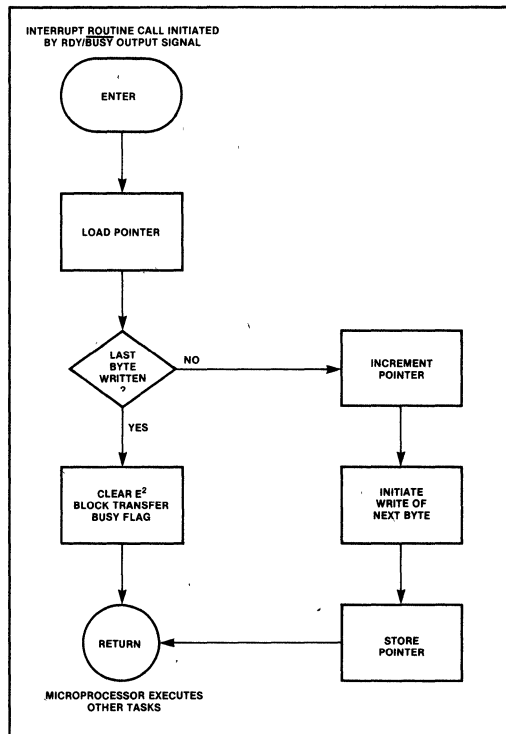 INTERRUPT ROUTINE CALL INITIATED
BY RDY/BUSY OUTPUT SIGNAL
ENTER
LOAD POINTER
LAST
BYTE
WRITTEN
?
NO
YES
INCREMENT
POINTER
CLEAR E²
BLOCK TRANSFER
BUSY FLAG
INITIATE
WRITE OF
NEXT BYTE
RETURN
STORE
POINTER
MICROPROCESSOR EXECUTES
OTHER TASKS